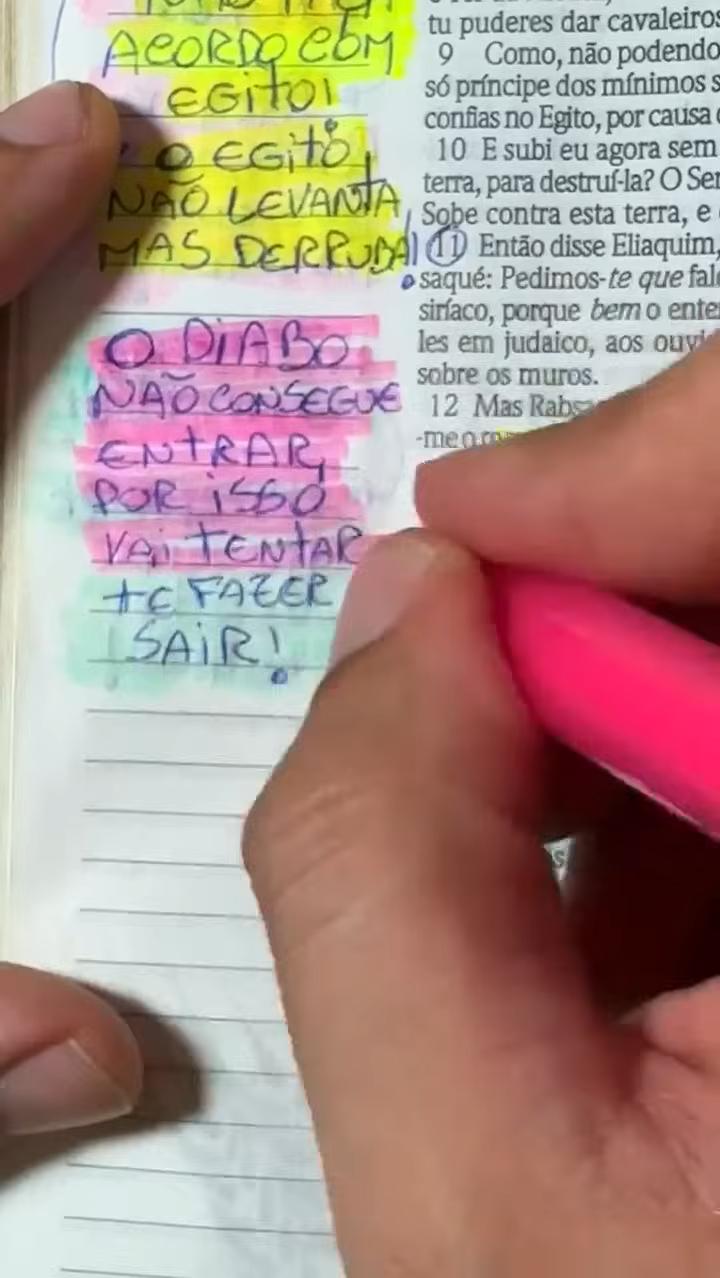 ACORDO COM
EGITO!
O EGITO
NÃO LEVANTA,
MAS DERRUBA!
O DIABO
NÃO CONSEGUE
ENTRAR,
POR ISSO
VAI TENTAR
TE FAZER
SAIR!
tu puderes dar cavaleiros
9 Como, não podendo
só príncipe dos mínimos
confias no Egito, por causa
10 E subi eu agora sem
terra, para destruí-la? O
Sobe contra esta terra, e
11 Então disse Eliaquim,
saqué: Pedimos-te que
siríaco, porque bem o
les em judaico, aos
sobre os muros.
12 Mas
-me o